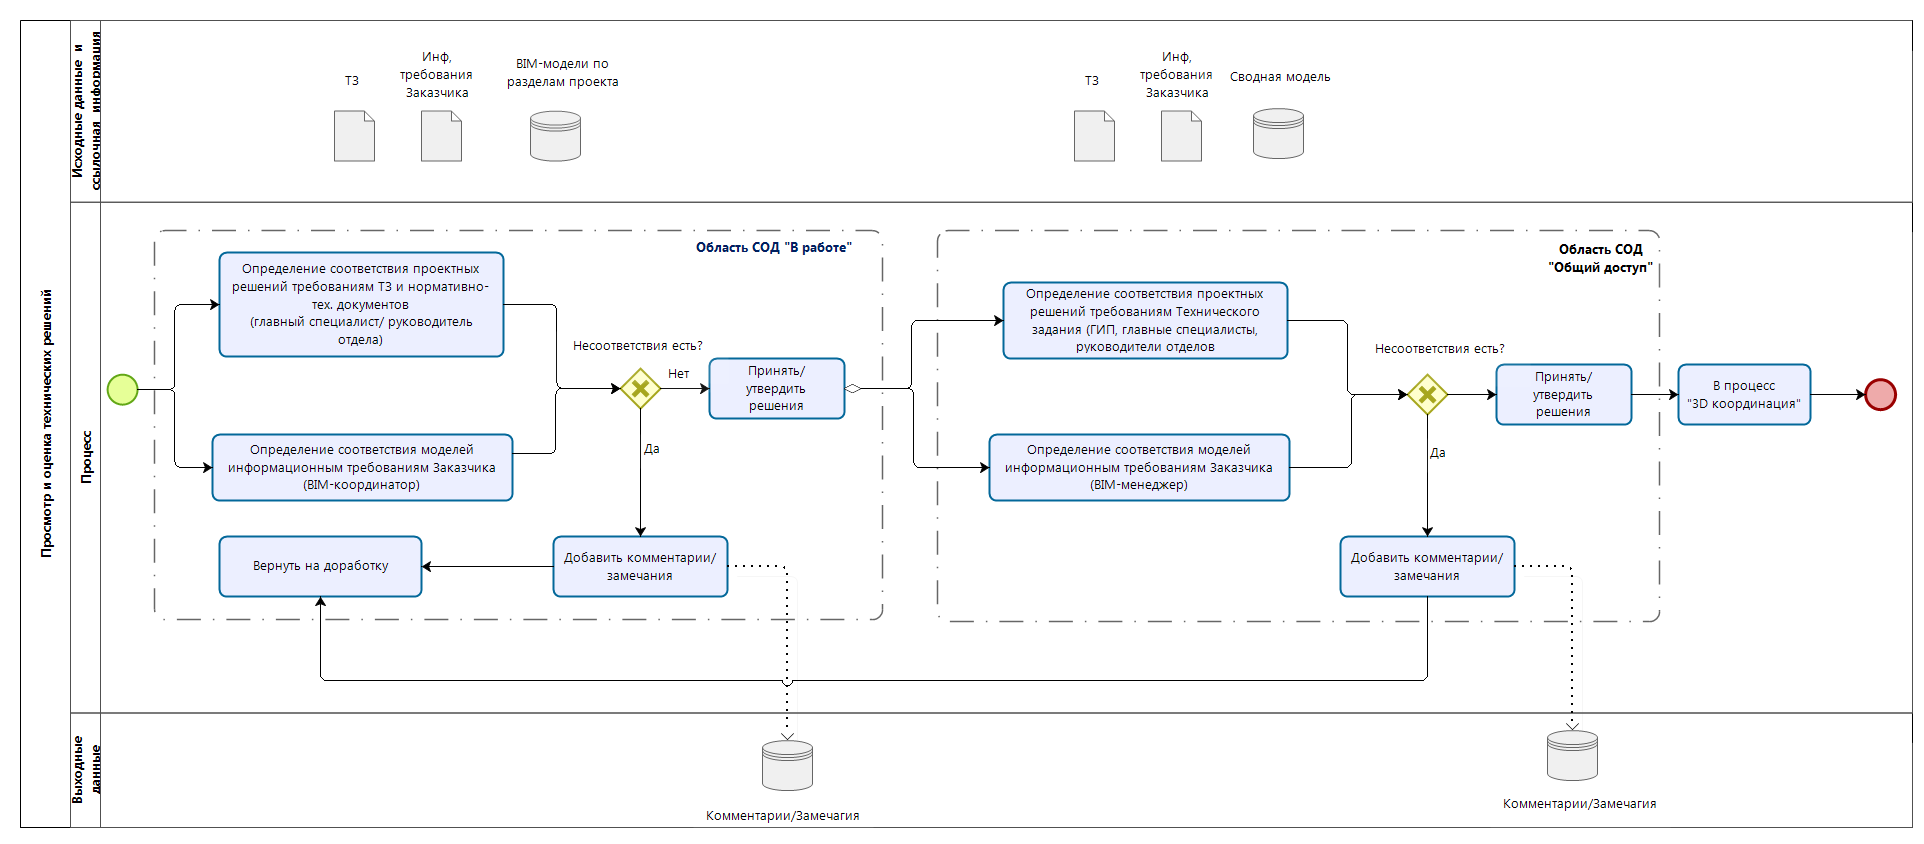 Просмотр и оценка технических решений
Исходные данные и
ссылочная информация
ТЗ
Инф,
требования
Заказчика
BIM-модели по
разделам проекта
ТЗ
Инф,
требования
Заказчика
Сводная модель
Процесс
Область СОД "В работе"
Определение соответствия проектных
решений требованиям ТЗ и нормативно-
тех. документов
(главный специалист/ руководитель
отдела)
Несоответствия есть?
Нет
Принять/
утвердить
решения
Да
Определение соответствия моделей
информационным требованиям Заказчика
(BIM-координатор)
Вернуть на доработку
Добавить комментарии/
замечания
Область СОД
"Общий доступ"
Определение соответствия проектных
решений требованиям Технического
задания (ГИП, главные специалисты,
руководители отделов
Несоответствия есть?
Принять/
утвердить
решения
В процесс
"3D координация"
Да
Определение соответствия моделей
информационным требованиям Заказчика
(BIM-менеджер)
Добавить комментарии/
замечания
Выходные
данные
Комментарии/Замечагия
Комментарии/Замечагия